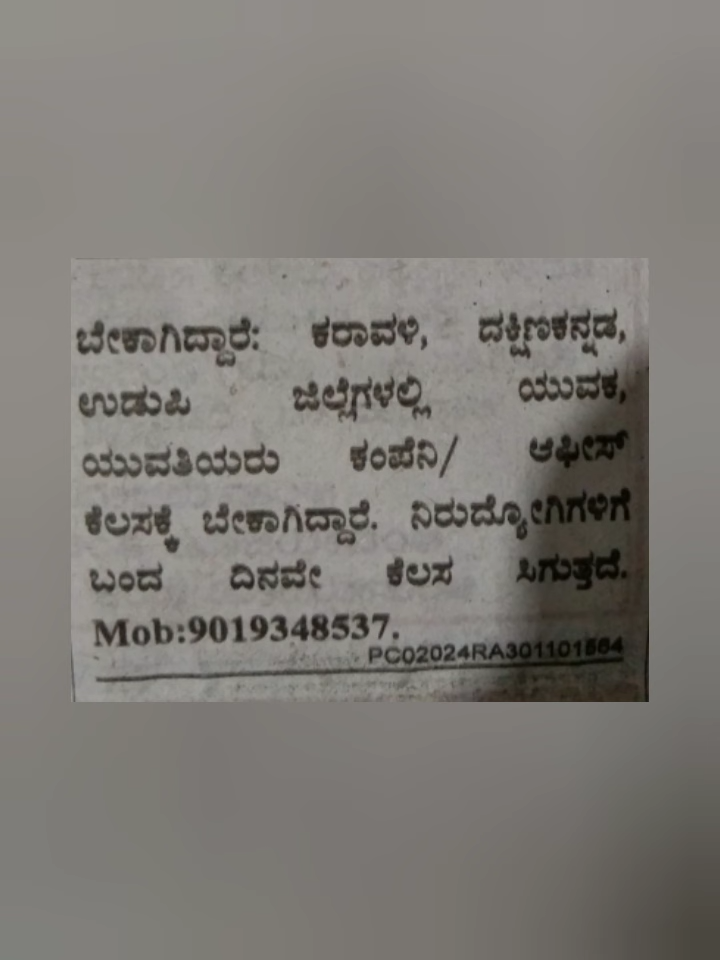 ಬೇಕಾಗಿದ್ದಾರೆ: ಕರಾವಳಿ, ದಕ್ಷಿಣಕನ್ನಡ,
ಉಡುಪಿ ಜಿಲ್ಲೆಗಳಲ್ಲಿ ಯುವಕ,
ಯುವತಿಯರು ಕಂಪೆನಿ/ ಆಫೀಸ್
ಕೆಲಸಕ್ಕೆ ಬೇಕಾಗಿದ್ದಾರೆ. ನಿರುದ್ಯೋಗಿಗಳಿಗೆ
ಬಂದ ದಿನವೇ ಕೆಲಸ ಸಿಗುತ್ತದೆ.
Mob:9019348537.
PC02024RA301101564